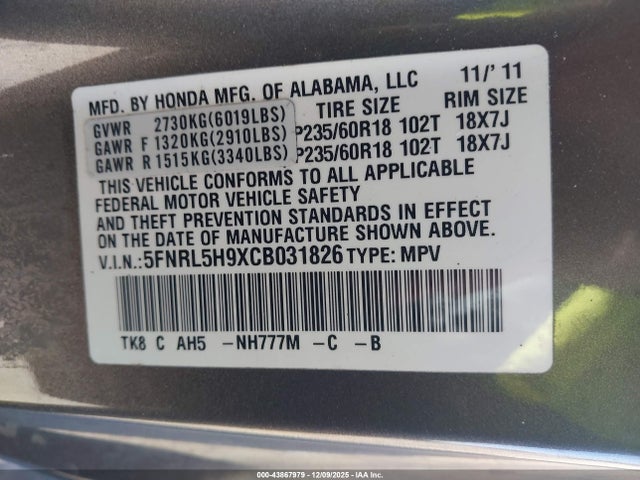 MFD. BY HONDA MFG. OF ALABAMA, LLC 11/'11
GVWR 2730KG(6019LBS) TIRE SIZE RIM SIZE
GAWR F 1320KG(2910LBS) P235/60R18 102T 18X7J
GAWR R 1515KG(3340LBS) P235/60R18 102T 18X7J
THIS VEHICLE CONFORMS TO ALL APPLICABLE
FEDERAL MOTOR VEHICLE SAFETY
AND THEFT PREVENTION STANDARDS IN EFFECT
ON THE DATE OF MANUFACTURE SHOWN ABOVE.
V.I.N.:5FNRL5H9XCB031826 TYPE: MPV
TK8 C AH5 -NH777M -C -B
000-43867979 | 12/09/2025 | IAA Inc.